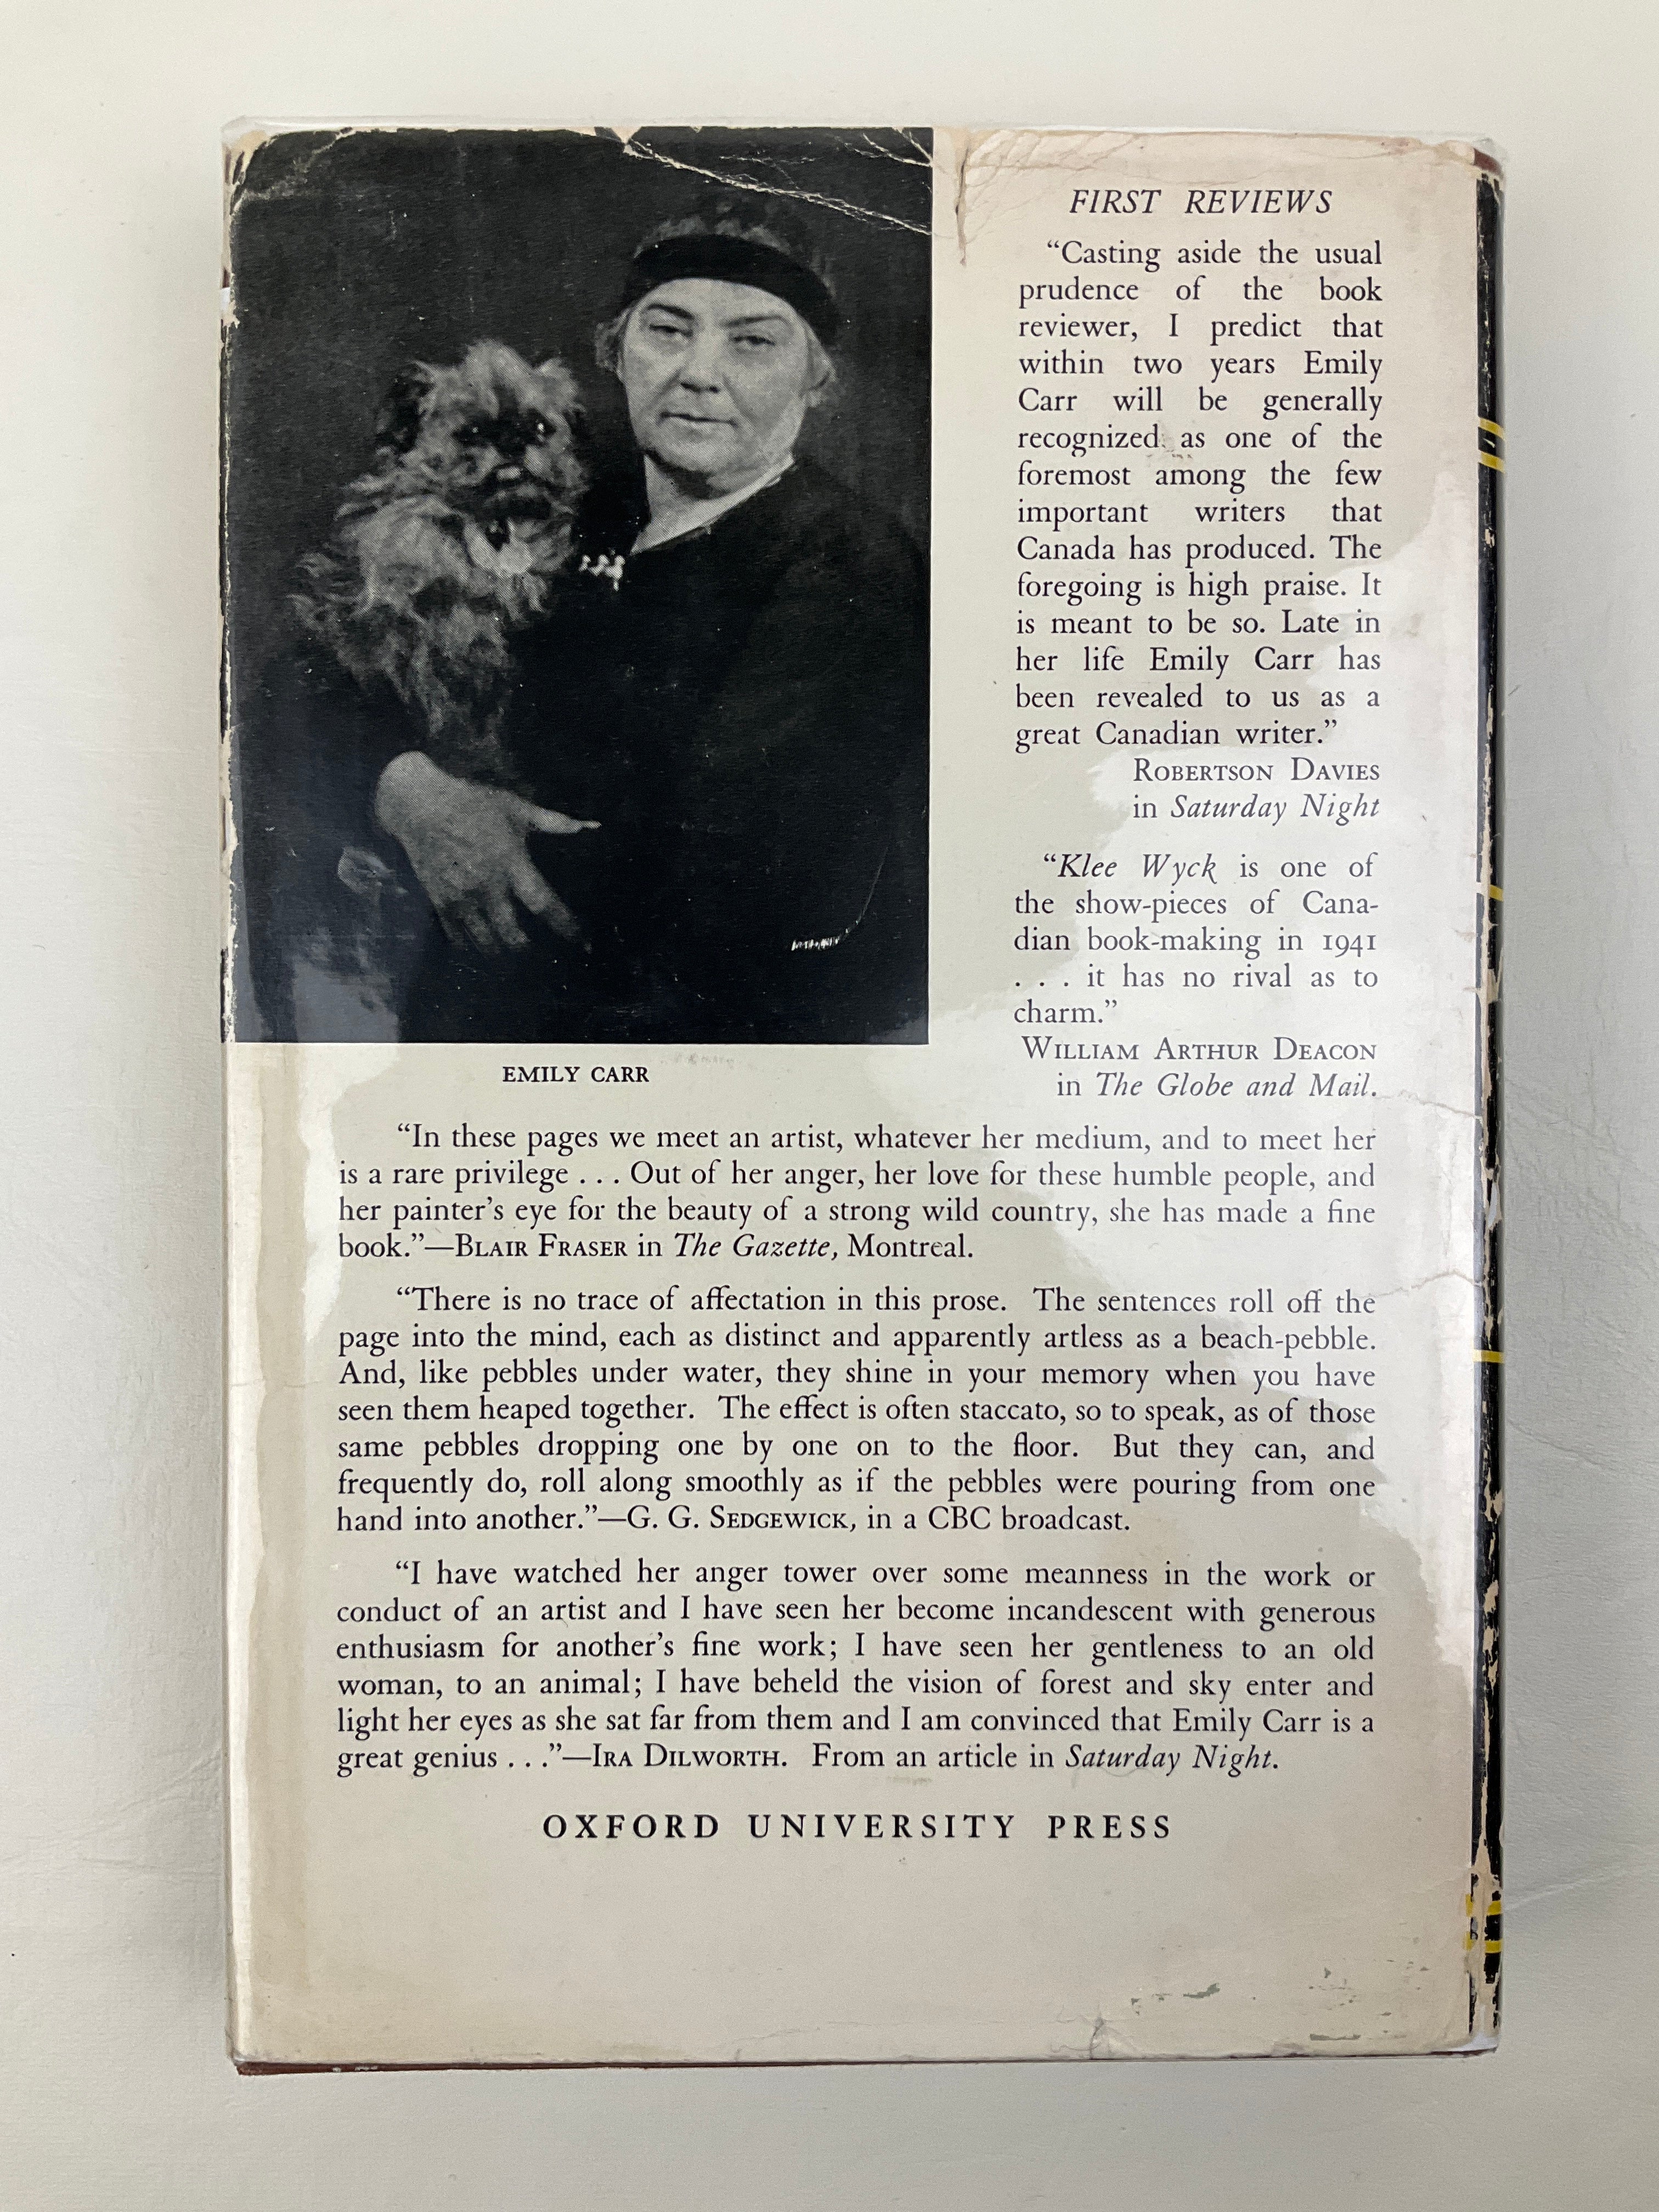 FIRST REVIEWS
“Casting aside the usual
prudence of the book
reviewer, I predict that
within two years Emily
Carr will be generally
recognized as one of the
foremost among the few
important writers that
Canada has produced. The
foregoing is high praise. It
is meant to be so. Late in
her life Emily Carr has
been revealed to us as a
great Canadian writer.”
ROBERTSON DAVIES
in Saturday Night
“Klee Wyck is one of
the show-pieces of Cana-
dian book-making in 1941
. . . it has no rival as to
charm.”
WILLIAM ARTHUR DEACON
in The Globe and Mail.
EMILY CARR
“In these pages we meet an artist, whatever her medium, and to meet her
is a rare privilege . . . Out of her anger, her love for these humble people, and
her painter’s eye for the beauty of a strong wild country, she has made a fine
book.”—BLAIR FRASER in The Gazette, Montreal.
“There is no trace of affectation in this prose. The sentences roll off the
page into the mind, each as distinct and apparently artless as a beach-pebble.
And, like pebbles under water, they shine in your memory when you have
seen them heaped together. The effect is often staccato, so to speak, as of those
same pebbles dropping one by one on to the floor. But they can, and
frequently do, roll along smoothly as if the pebbles were pouring from one
hand into another.”—G. G. SEDGEWICK, in a CBC broadcast.
“I have watched her anger tower over some meanness in the work or
conduct of an artist and I have seen her become incandescent with generous
enthusiasm for another’s fine work; I have seen her gentleness to an old
woman, to an animal; I have beheld the vision of forest and sky enter and
light her eyes as she sat far from them and I am convinced that Emily Carr is a
great genius . . .”—IRA DILWORTH. From an article in Saturday Night.
OXFORD UNIVERSITY PRESS